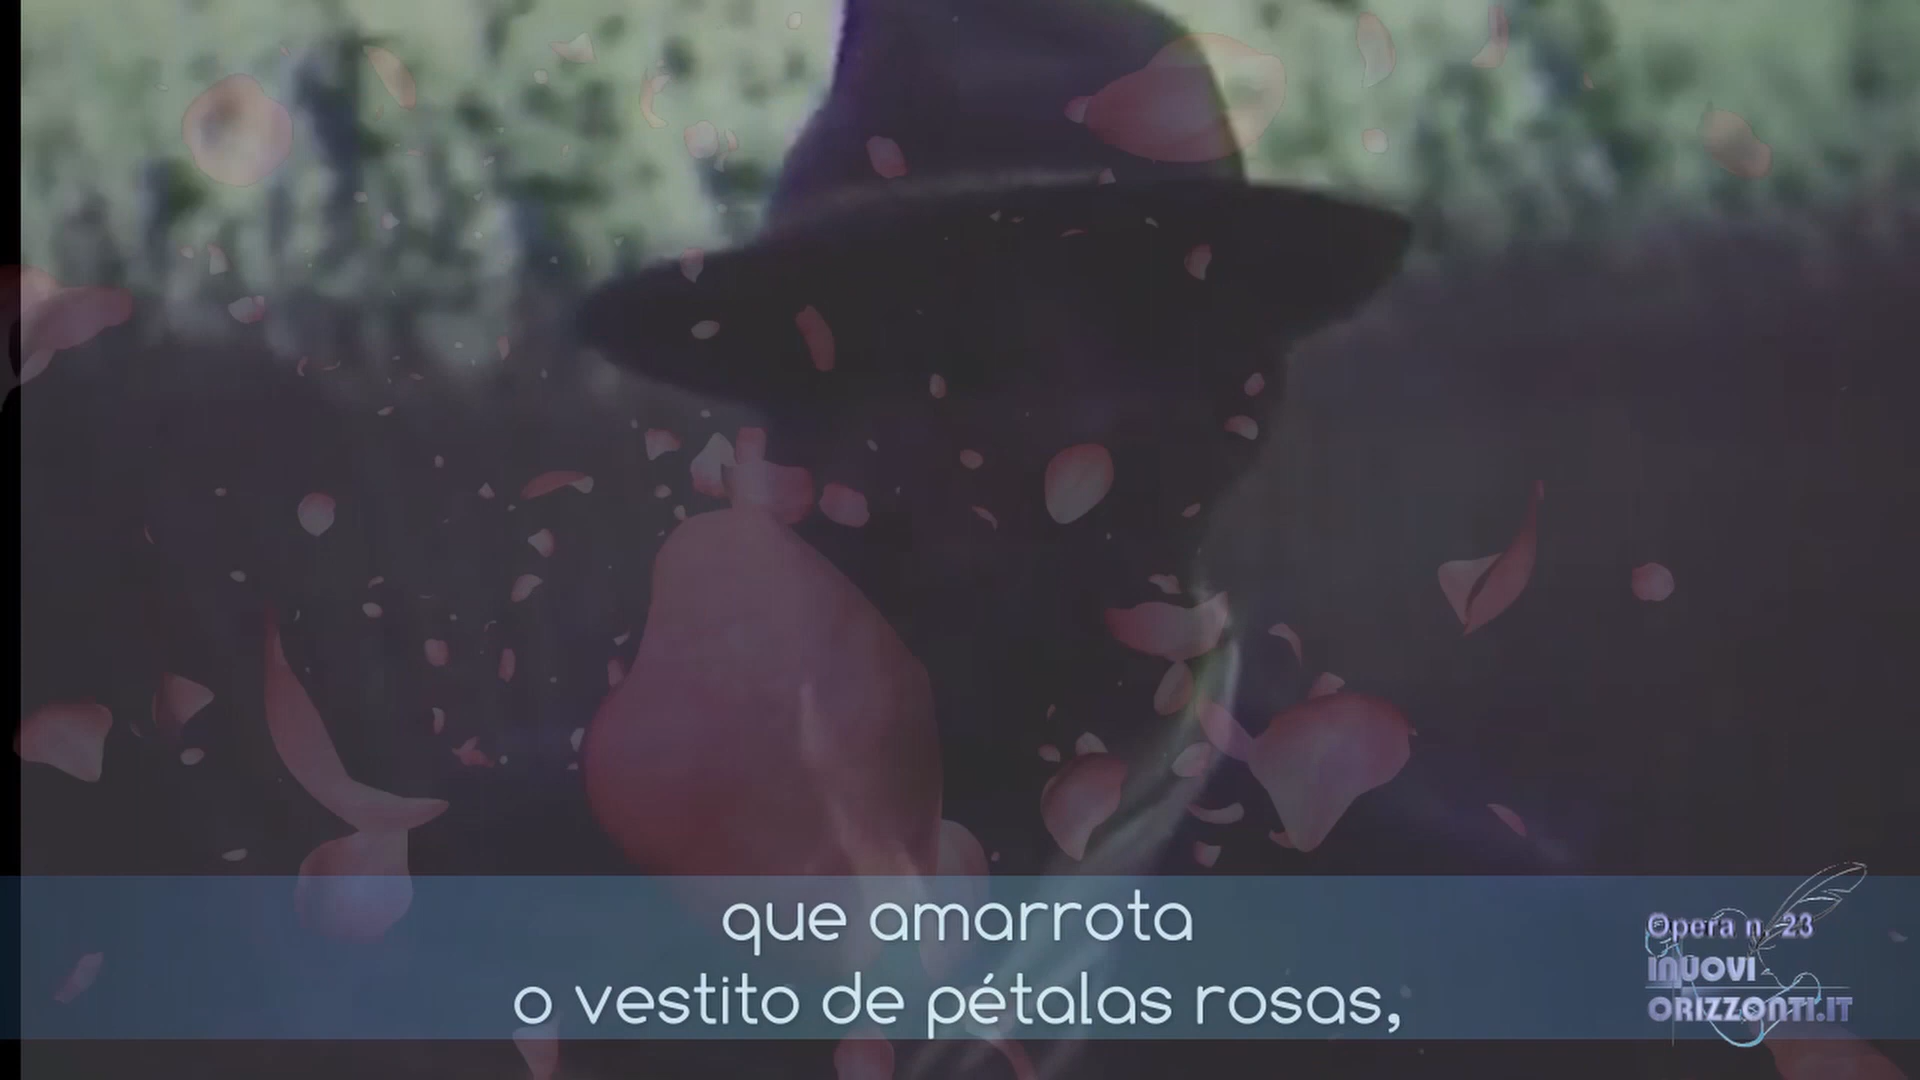 que amarrota
o vestito de pétalas rosas,
Opera n. 23
INUOVI
ORIZZONTI.IT